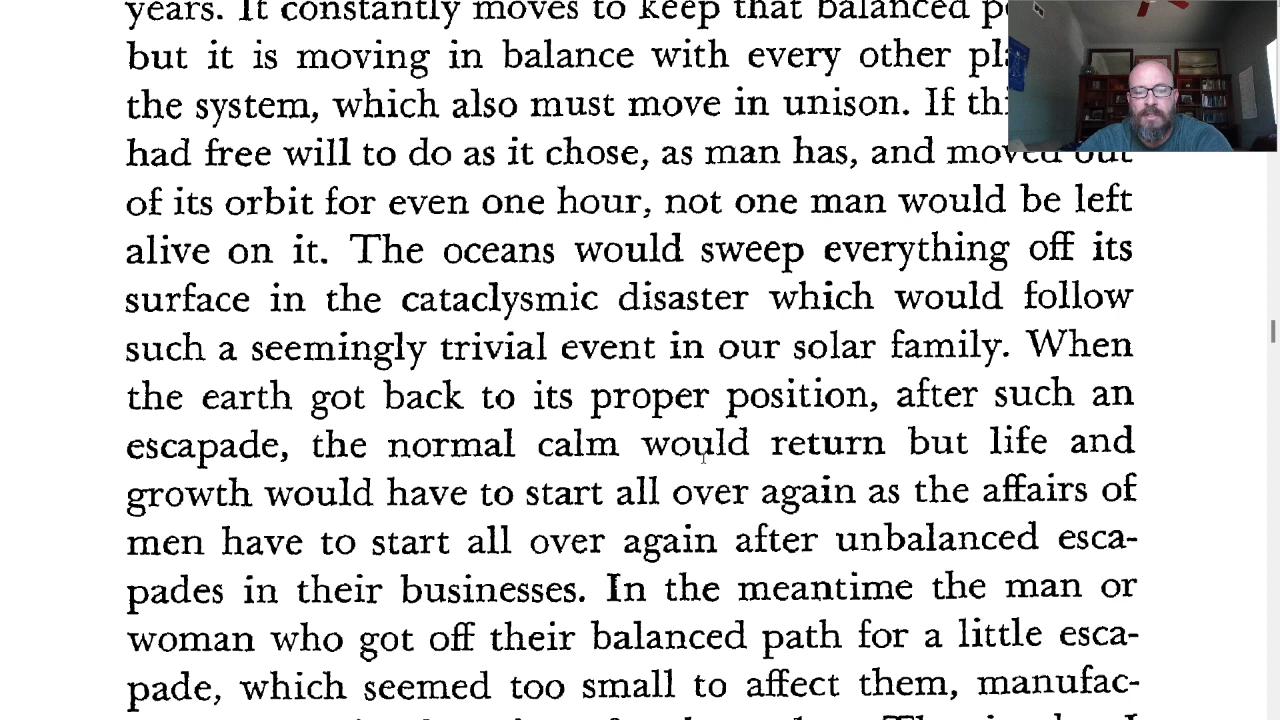 years. It constantly moves to keep that balanced
but it is moving in balance with every other
the system, which also must move in unison. If
had free will to do as it chose, as man has, and moved out
of its orbit for even one hour, not one man would be left
alive on it. The oceans would sweep everything off its
surface in the cataclysmic disaster which would follow
such a seemingly trivial event in our solar family. When
the earth got back to its proper position, after such an
escapade, the normal calm would return but life and
growth would have to start all over again as the affairs of
men have to start all over again after unbalanced esca-
pades in their businesses. In the meantime the man or
woman who got off their balanced path for a little esca-
pade, which seemed too small to affect them, manufac-